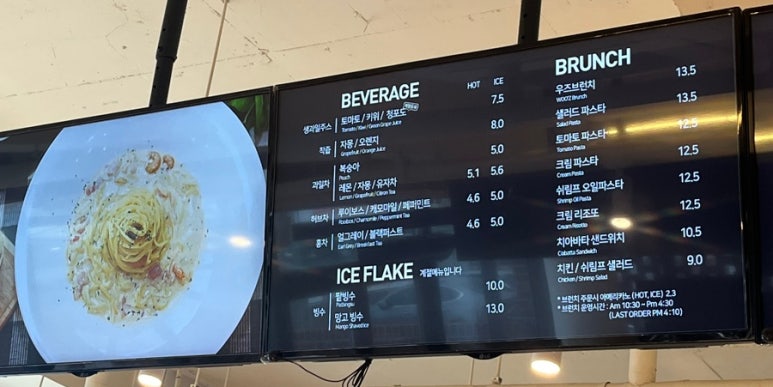 BEVERAGE HOT ICE
생과일주스 토마토 / 키위 / 청포도 7.5
Tomato / Kiwi / Green Grape Juice
착즙 자몽 / 오렌지 8.0
Grapefruit / Orange Juice
과일차 복숭아 5.0
Peach
레몬 / 자몽 / 유자차 5.1 5.6
Lemon / Grapefruit / Citron Tea
허브차 루이보스 / 캐모마일 / 페퍼민트 4.6 5.0
Rooibos / Chamomile / Peppermint Tea
홍차 얼그레이 / 블랙퍼스트 4.6 5.0
Earl Grey / Breakfast Tea
ICE FLAKE 계절메뉴입니다
빙수 팥빙수 10.0
Patbingsu
망고 빙수 13.0
Mango Shaved Ice
BRUNCH
우즈브런치 13.5
WOOTZ Brunch
샐러드 파스타 13.5
Salad Pasta
토마토 파스타 12.5
Tomato Pasta
크림 파스타 12.5
Cream Pasta
쉬림프 오일파스타 12.5
Shrimp Oil Pasta
크림 리조또 12.5
Cream Risotto
치아바타 샌드위치 10.5
Ciabatta Sandwich
치킨 / 쉬림프 샐러드 9.0
Chicken / Shrimp Salad
* 브런치 주문시 아메리카노 (HOT, ICE) 2.3
* 브런치 운영시간 : Am 10:30 ~ Pm 4:30
(LAST ORDER PM 4:10)